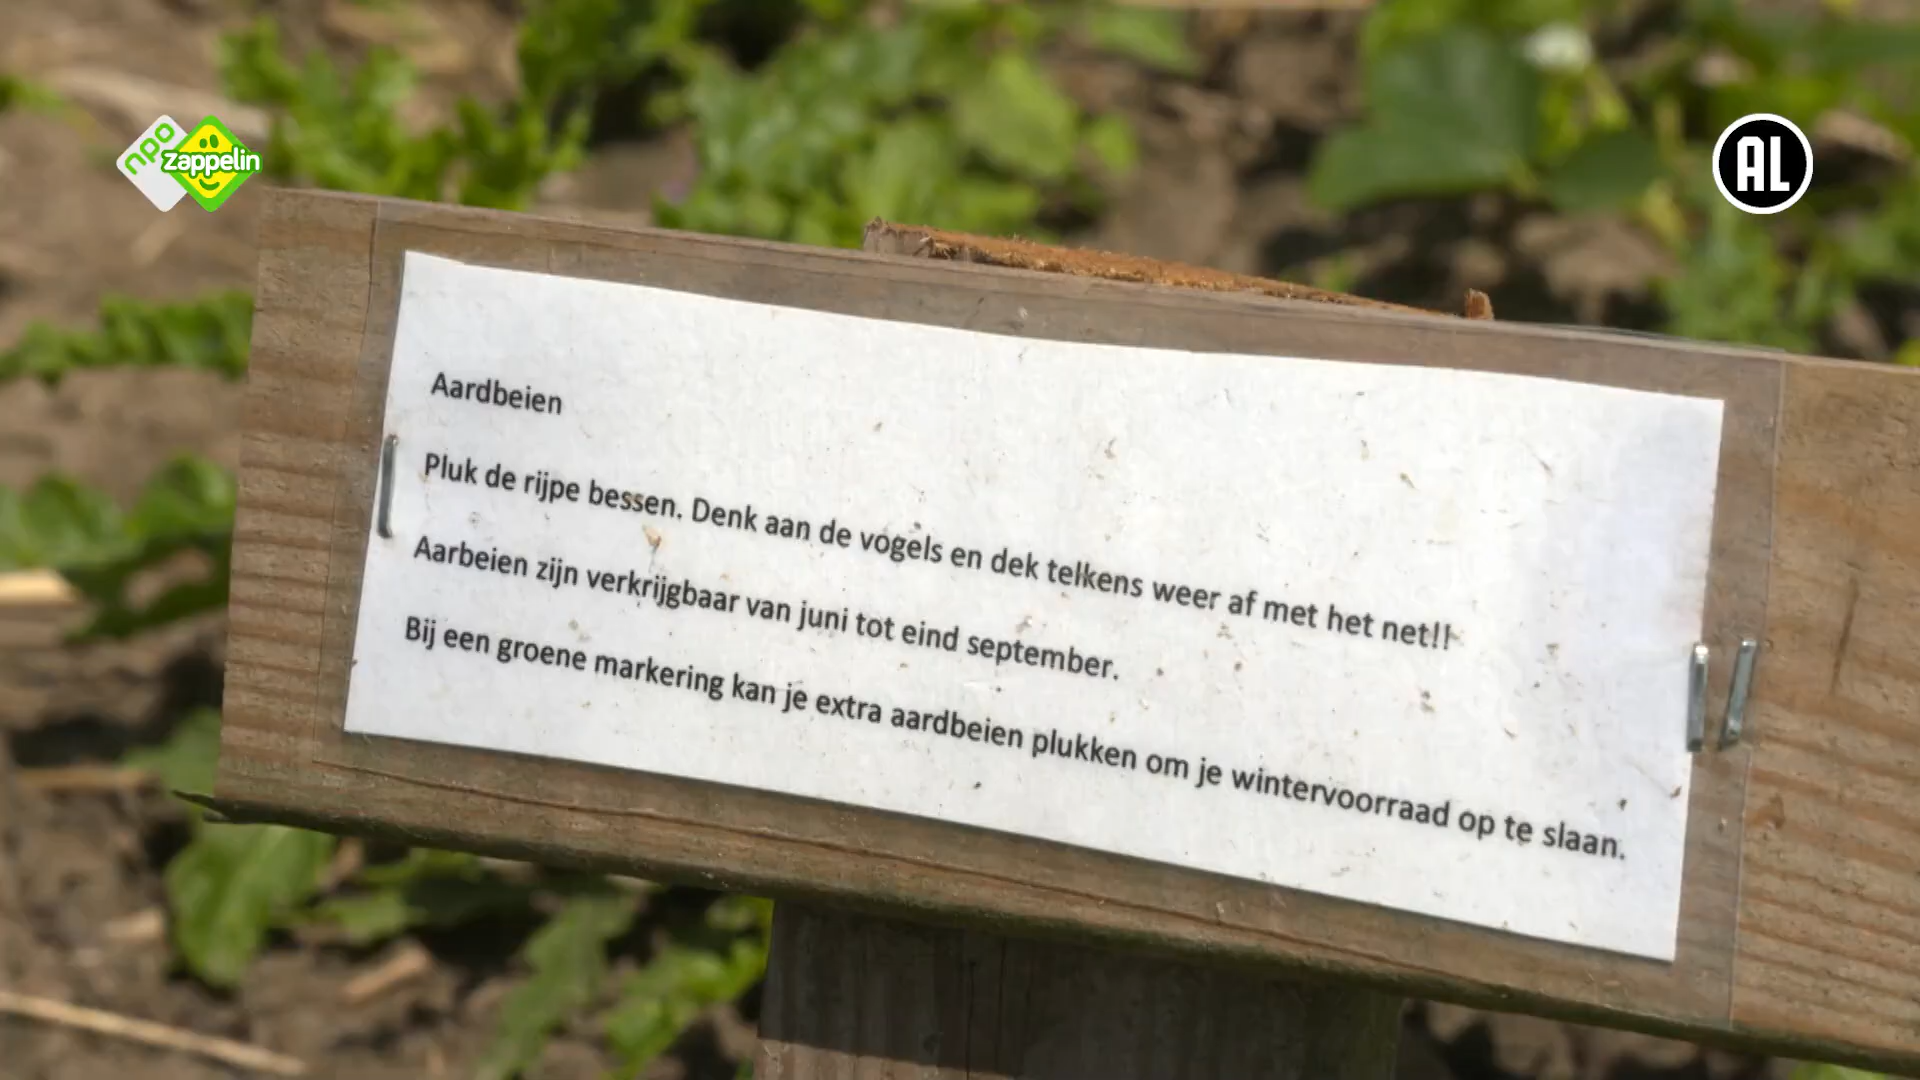 npo
zappelin
AL
Aardbeien
Pluk de rijpe bessen. Denk aan de vogels en dek telkens weer af met het net!!
Aarbeien zijn verkrijgbaar van juni tot eind september.
Bij een groene markering kan je extra aardbeien plukken om je wintervoorraad op te slaan.